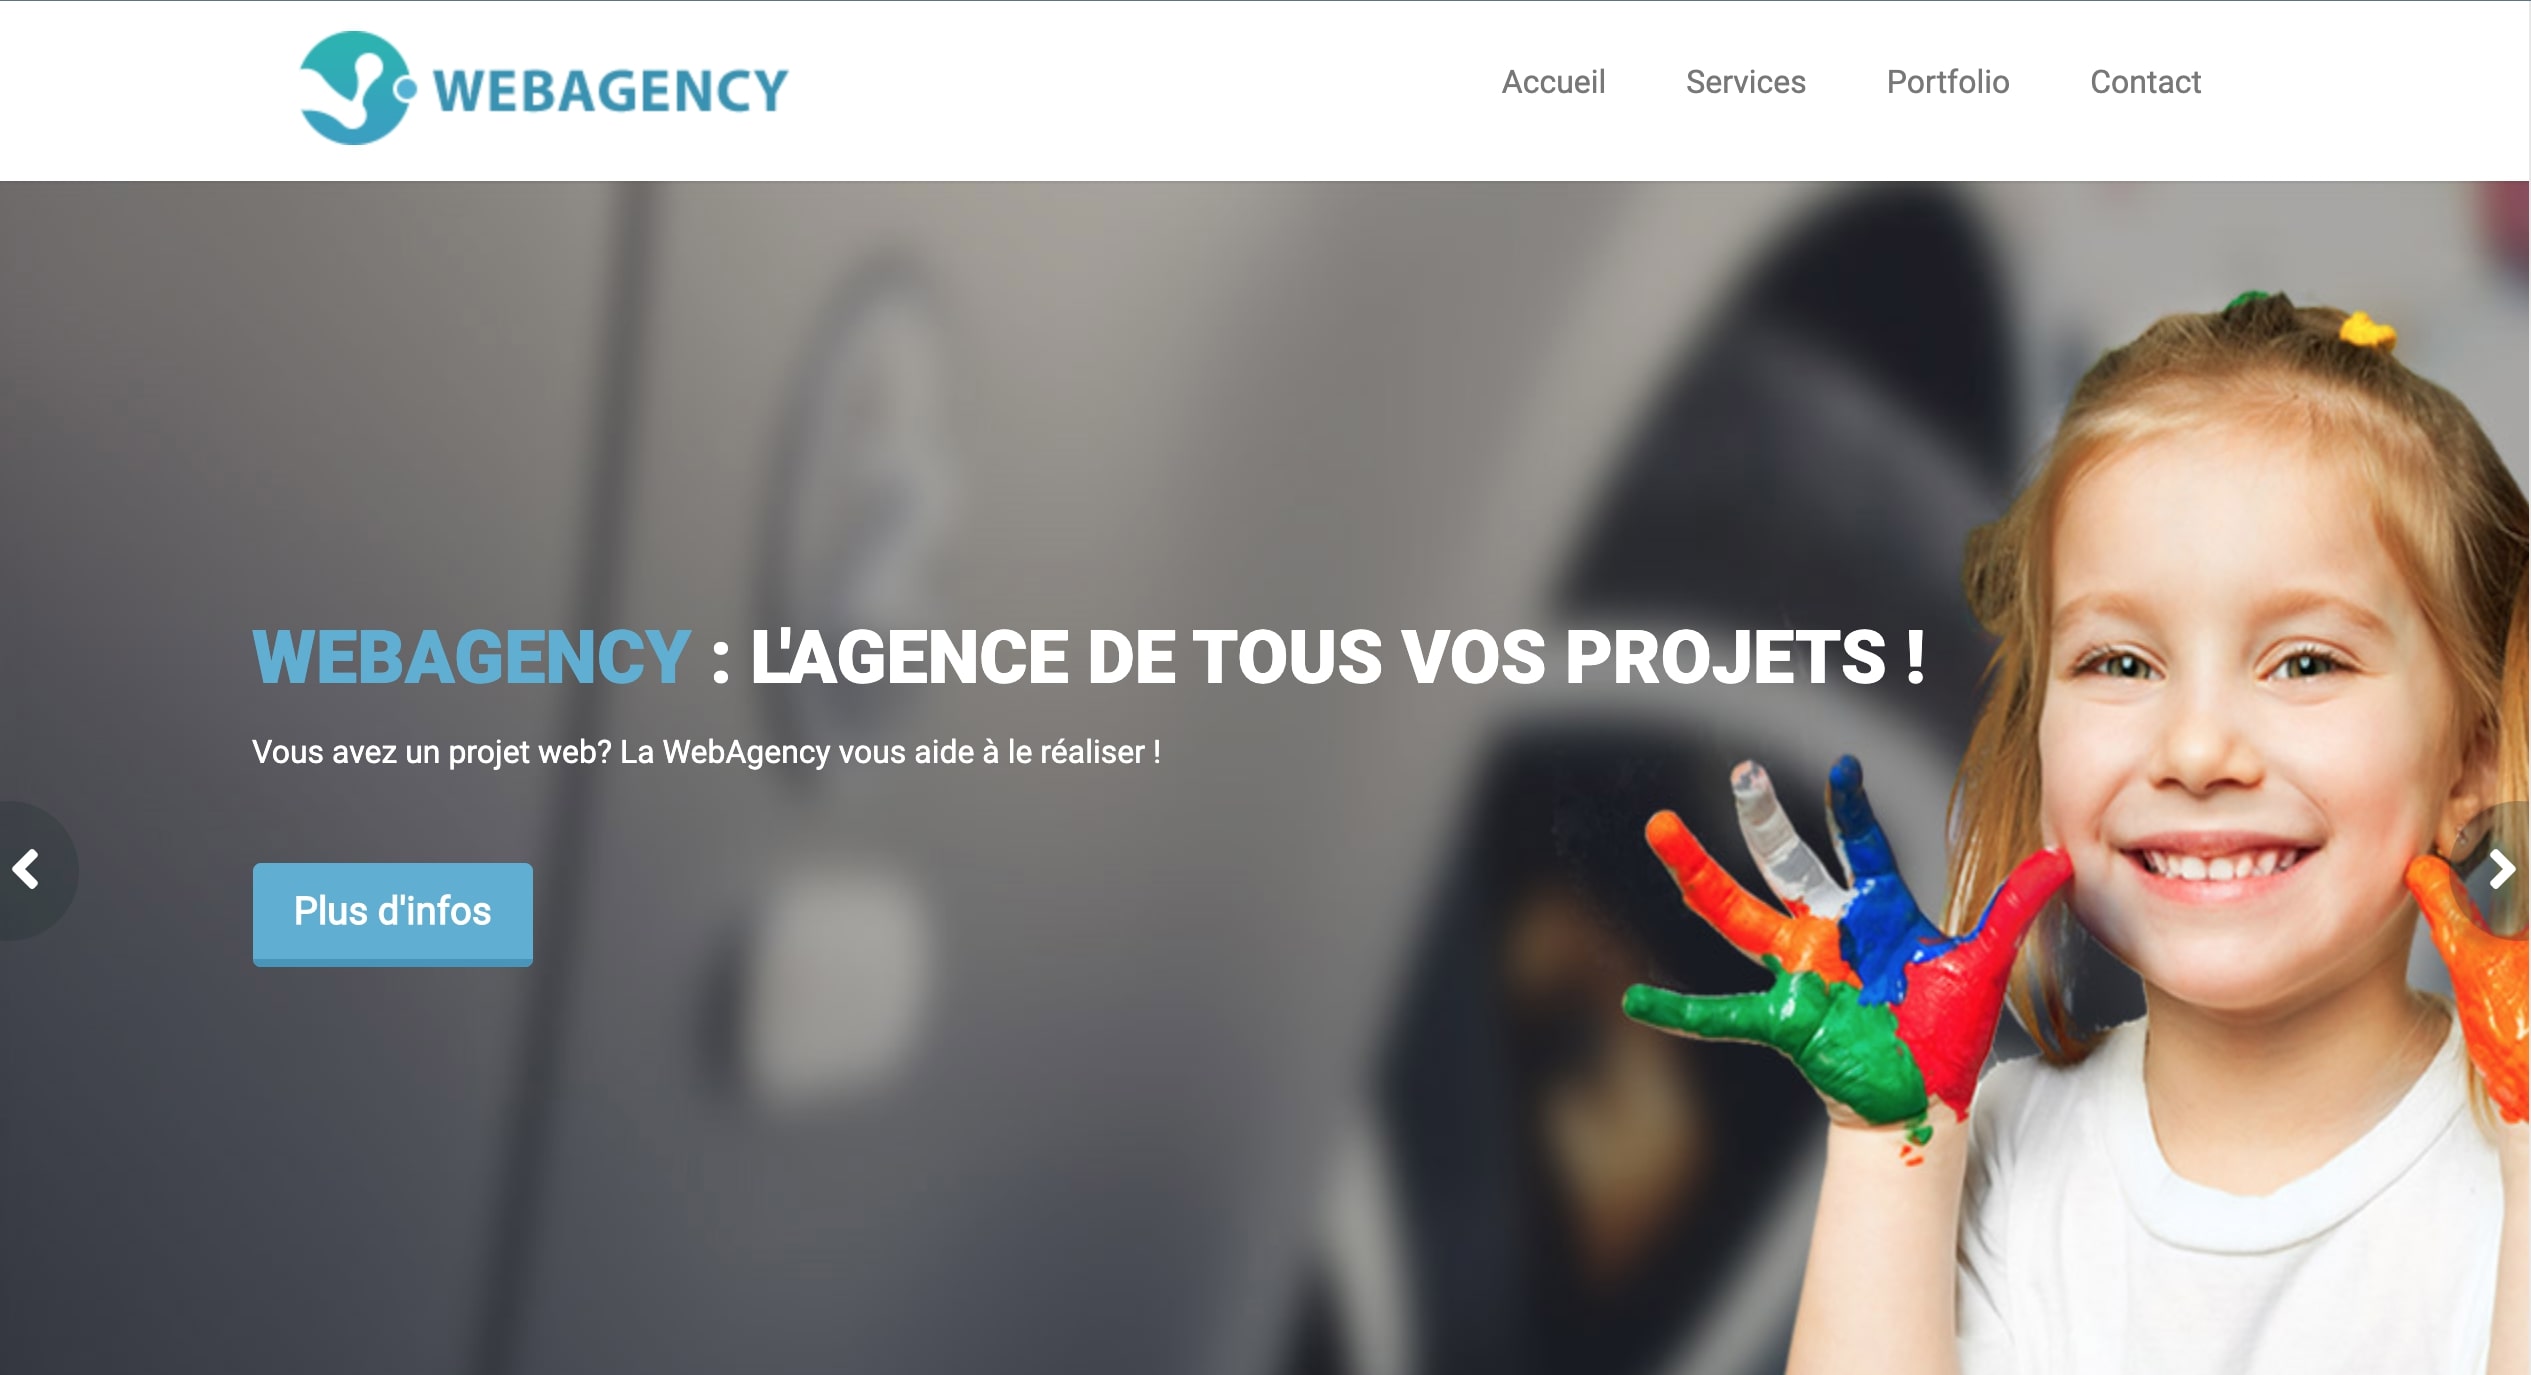 WEBAGENCY
Accueil Services Portfolio Contact
WEBAGENCY : L'AGENCE DE TOUS VOS PROJETS !
Vous avez un projet web? La WebAgency vous aide à le réaliser !
Plus d'infos